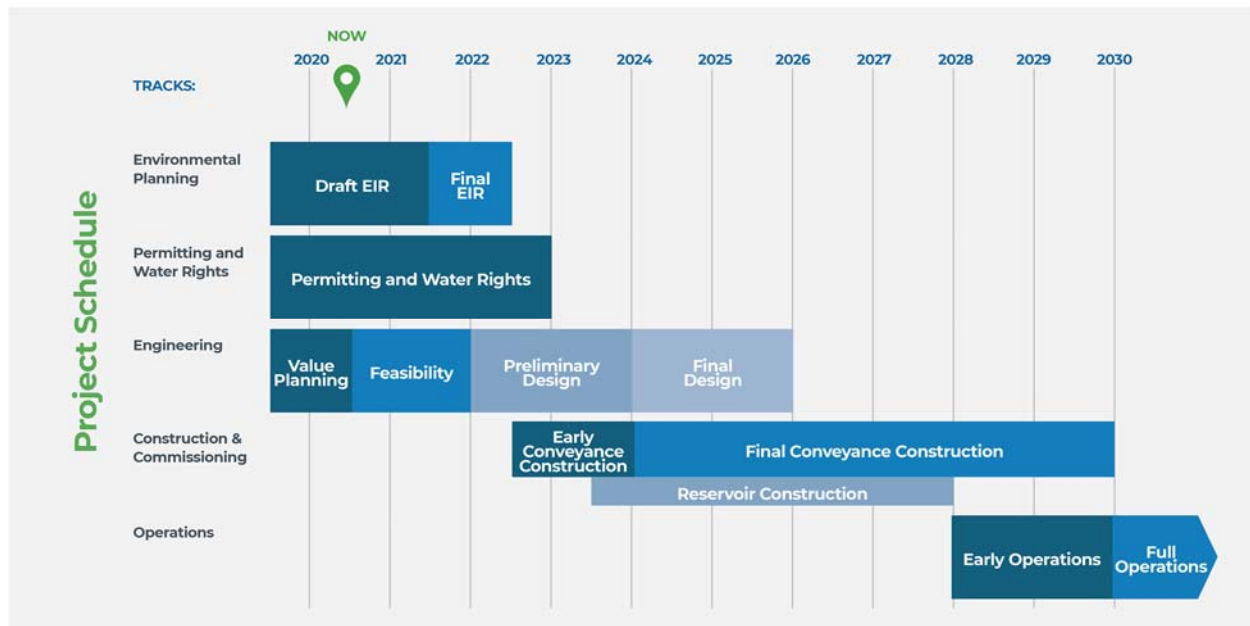 Project Schedule
NOW
2020 2021 2022 2023 2024 2025 2026 2027 2028 2029 2030
TRACKS:
Environmental
Planning
Draft EIR
Final
EIR
Permitting and
Water Rights
Permitting and Water Rights
Engineering
Value
Planning
Feasibility
Preliminary
Design
Final
Design
Construction &
Commissioning
Early
Conveyance
Construction
Final Conveyance Construction
Reservoir Construction
Operations
Early Operations
Full
Operations